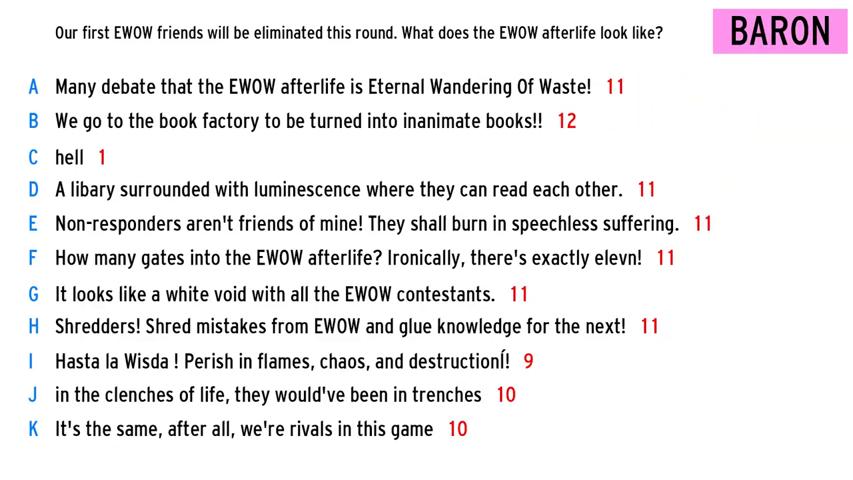 Our first EWOW friends will be eliminated this round. What does the EWOW afterlife look like?
BARON
A Many debate that the EWOW afterlife is Eternal Wandering Of Waste! 11
B We go to the book factory to be turned into inanimate books!! 12
C hell 1
D A libary surrounded with luminescence where they can read each other. 11
E Non-responders aren't friends of mine! They shall burn in speechless suffering. 11
F How many gates into the EWOW afterlife? Ironically, there's exactly elevn! 11
G It looks like a white void with all the EWOW contestants. 11
H Shredders! Shred mistakes from EWOW and glue knowledge for the next! 11
I Hasta la Wisda ! Perish in flames, chaos, and destructionÍ! 9
J in the clenches of life, they would've been in trenches 10
K It's the same, after all, we're rivals in this game 10